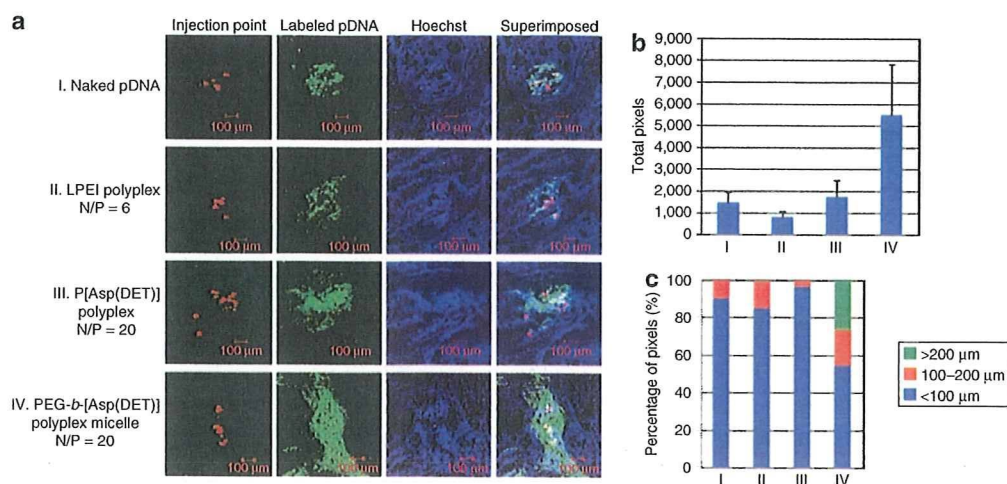 a
Injection point Labeled pDNA Hoechst Superimposed
I. Naked pDNA
100 μm 100 μm 100 μm 100 μm
II. LPEI polyplex
N/P = 6
100 μm 100 μm 100 μm 100 μm
III. P[Asp(DET)]
polyplex
N/P = 20
100 μm 100 μm 100 μm 100 μm
IV. PEG-b-[Asp(DET)]
polyplex micelle
N/P = 20
100 μm 100 μm 100 μm 100 μm
b
Total pixels
9,000
8,000
7,000
6,000
5,000
4,000
3,000
2,000
1,000
0
I II III IV
c
Percentage of pixels (%)
100
80
60
40
20
0
I II III IV
>200 μm
100–200 μm
<100 μm